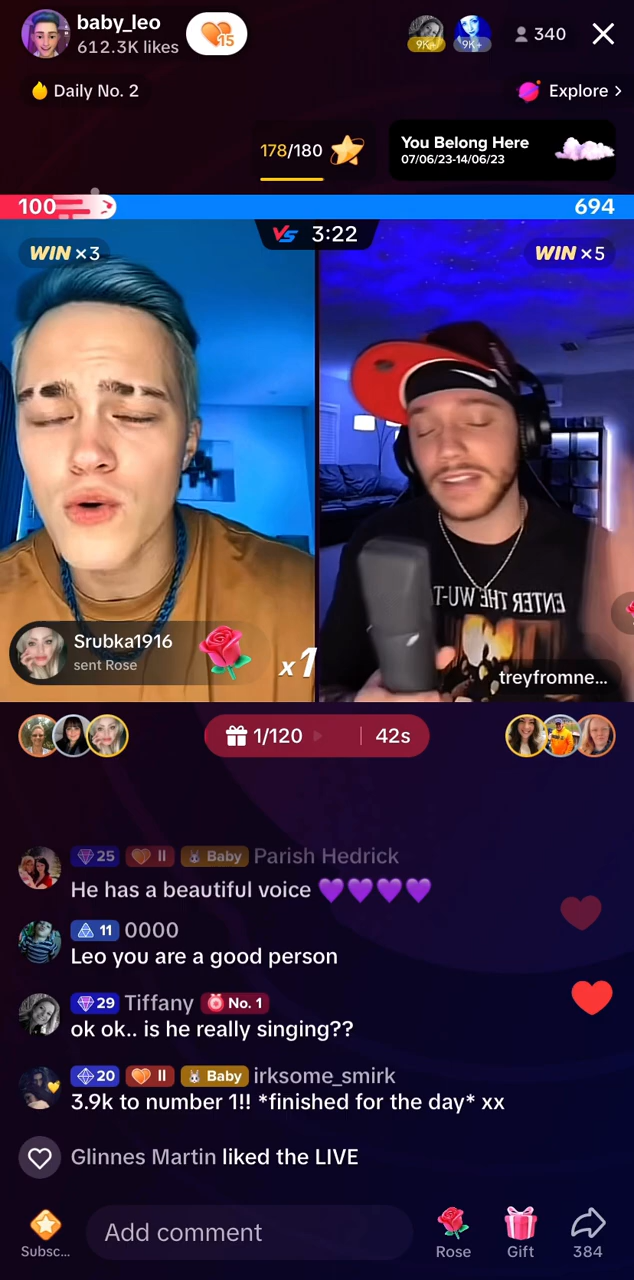 baby_leo
612.3K likes
15
9K+
9K+
340
Daily No. 2
Explore >
178/180
You Belong Here
07/06/23-14/06/23
100
694
VS 3:22
WIN ×3
WIN ×5
ENTER THE WU-T
Srubka1916
sent Rose
x1
treyfromne...
1/120
42s
25 II Baby Parish Hedrick
He has a beautiful voice 💜💜💜💜
11 0000
Leo you are a good person
29 Tiffany No. 1
ok ok.. is he really singing??
20 II Baby irksome_smirk
3.9k to number 1!! *finished for the day* xx
Glinnes Martin liked the LIVE
Subsc...
Add comment
Rose
Gift
384